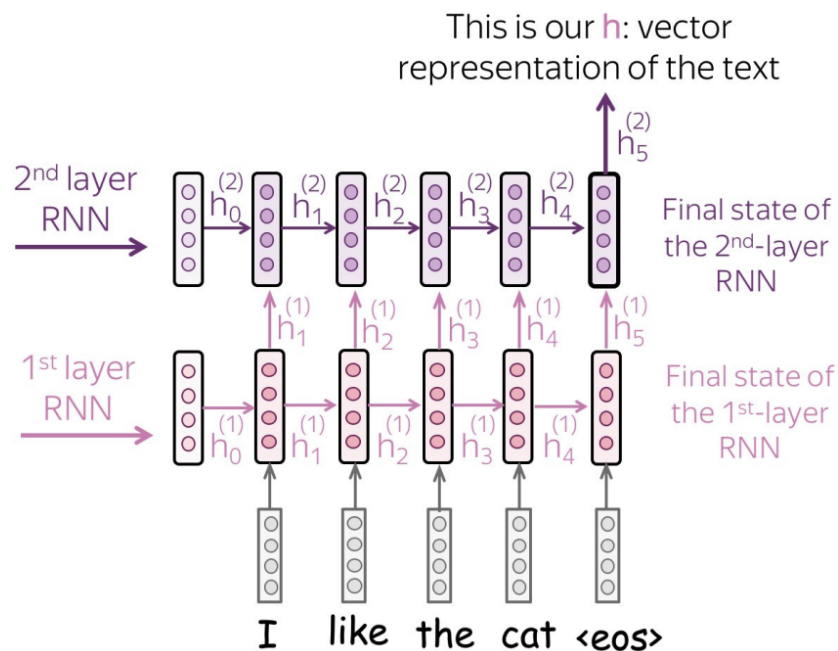 This is our h: vector
representation of the text
h₅⁽²⁾
2ⁿᵈ layer
RNN
h₀⁽²⁾ h₁⁽²⁾ h₂⁽²⁾ h₃⁽²⁾ h₄⁽²⁾
Final state of
the 2ⁿᵈ-layer
RNN
h₁⁽¹⁾ h₂⁽¹⁾ h₃⁽¹⁾ h₄⁽¹⁾ h₅⁽¹⁾
1ˢᵗ layer
RNN
Final state of
the 1ˢᵗ-layer
RNN
h₀⁽¹⁾ h₁⁽¹⁾ h₂⁽¹⁾ h₃⁽¹⁾ h₄⁽¹⁾
I like the cat <eos>